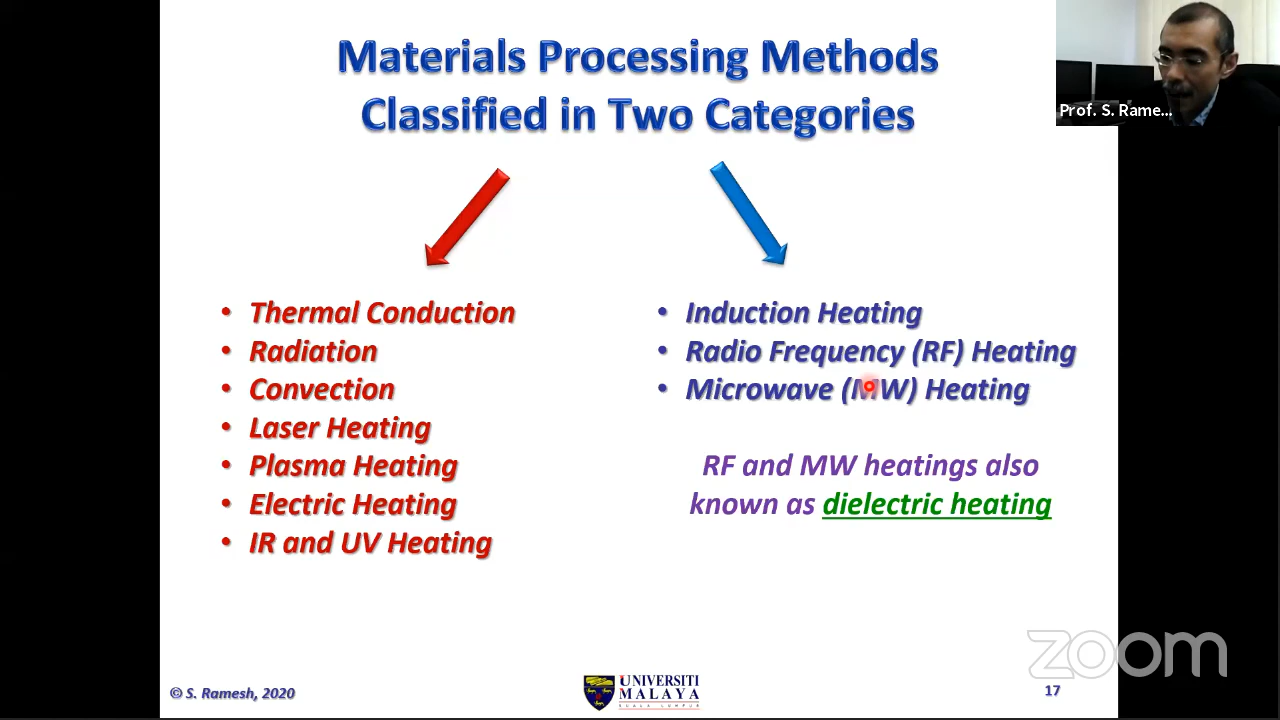 Materials Processing Methods
Classified in Two Categories
Prof. S. Rame...
• Thermal Conduction
• Radiation
• Convection
• Laser Heating
• Plasma Heating
• Electric Heating
• IR and UV Heating
• Induction Heating
• Radio Frequency (RF) Heating
• Microwave (MW) Heating
RF and MW heatings also
known as dielectric heating
zoom
© S. Ramesh, 2020
UNIVERSITI
MALAYA
KUALA LUMPUR
17